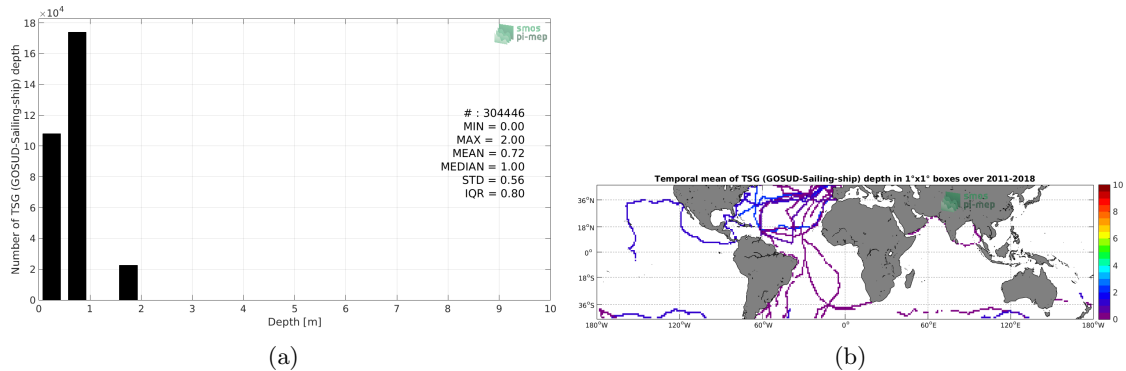 ×10⁴
18
16
14
12
10
8
6
4
2
0
Number of TSG (GOSUD-Sailing-ship) depth
0 1 2 3 4 5 6 7 8 9 10
Depth [m]
smos
pi-mep
# : 304446
MIN = 0.00
MAX = 2.00
MEAN = 0.72
MEDIAN = 1.00
STD = 0.56
IQR = 0.80
(a)
Temporal mean of TSG (GOSUD-Sailing-ship) depth in 1°x1° boxes over 2011-2018
36°N
18°N
0°
18°S
36°S
180°W 120°W 60°W 0° 60°E 120°E 180°W
smos
pi-mep
10
8
6
4
2
0
(b)